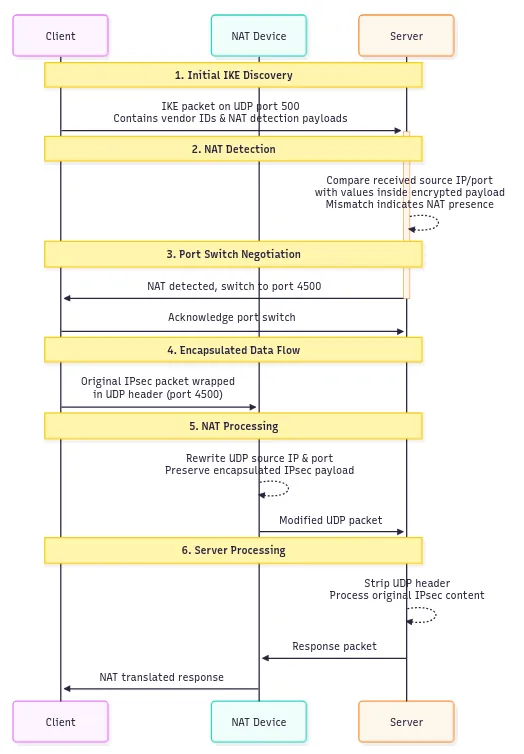 Client
NAT Device
Server
1. Initial IKE Discovery
IKE packet on UDP port 500
Contains vendor IDs & NAT detection payloads
2. NAT Detection
Compare received source IP/port
with values inside encrypted payload
Mismatch indicates NAT presence
3. Port Switch Negotiation
NAT detected, switch to port 4500
Acknowledge port switch
4. Encapsulated Data Flow
Original IPsec packet wrapped
in UDP header (port 4500)
5. NAT Processing
Rewrite UDP source IP & port
Preserve encapsulated IPsec payload
Modified UDP packet
6. Server Processing
Strip UDP header
Process original IPsec content
Response packet
NAT translated response
Client
NAT Device
Server